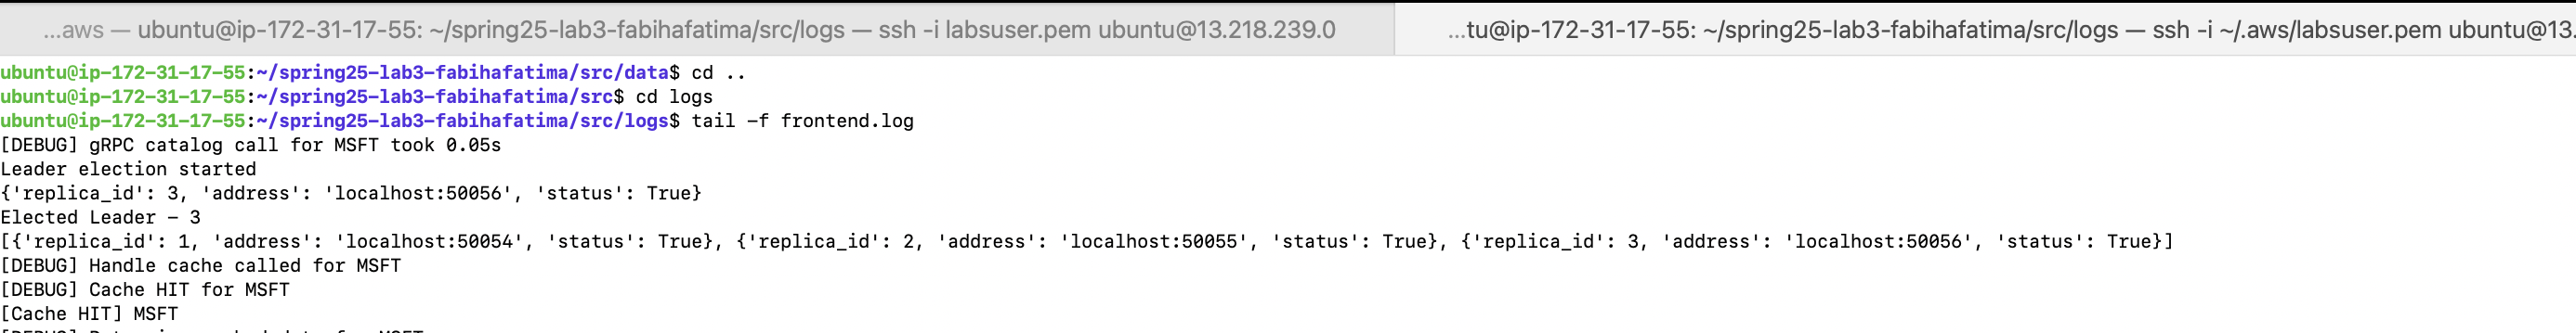 ...aws — ubuntu@ip-172-31-17-55: ~/spring25-lab3-fabihafatima/src/logs — ssh -i labsuser.pem ubuntu@13.218.239.0
...tu@ip-172-31-17-55: ~/spring25-lab3-fabihafatima/src/logs — ssh -i ~/.aws/labsuser.pem ubuntu@13.
ubuntu@ip-172-31-17-55:~/spring25-lab3-fabihafatima/src/data$ cd ..
ubuntu@ip-172-31-17-55:~/spring25-lab3-fabihafatima/src$ cd logs
ubuntu@ip-172-31-17-55:~/spring25-lab3-fabihafatima/src/logs$ tail -f frontend.log
[DEBUG] gRPC catalog call for MSFT took 0.05s
Leader election started
{'replica_id': 3, 'address': 'localhost:50056', 'status': True}
Elected Leader - 3
[{'replica_id': 1, 'address': 'localhost:50054', 'status': True}, {'replica_id': 2, 'address': 'localhost:50055', 'status': True}, {'replica_id': 3, 'address': 'localhost:50056', 'status': True}]
[DEBUG] Handle cache called for MSFT
[DEBUG] Cache HIT for MSFT
[Cache HIT] MSFT